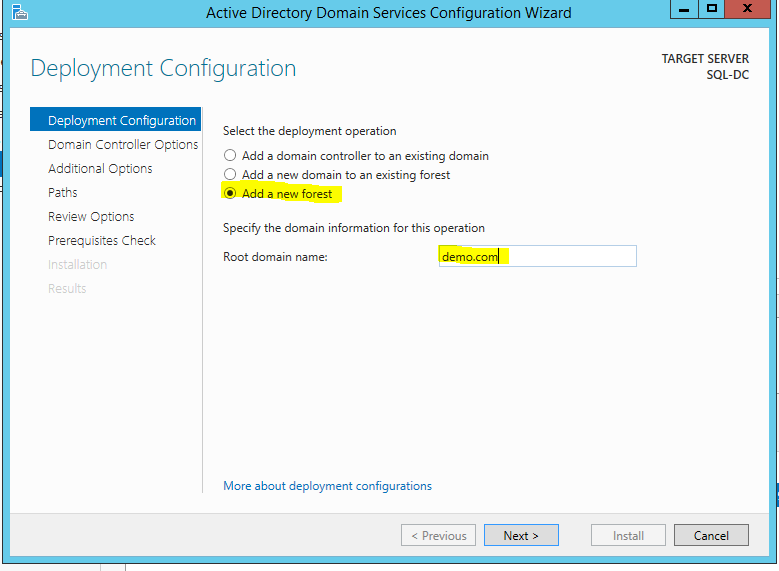 Active Directory Domain Services Configuration Wizard
Deployment Configuration
TARGET SERVER
SQL-DC
Deployment Configuration
Domain Controller Options
Additional Options
Paths
Review Options
Prerequisites Check
Installation
Results
Select the deployment operation
Add a domain controller to an existing domain
Add a new domain to an existing forest
Add a new forest
Specify the domain information for this operation
Root domain name:
demo.com
More about deployment configurations
< Previous
Next >
Install
Cancel